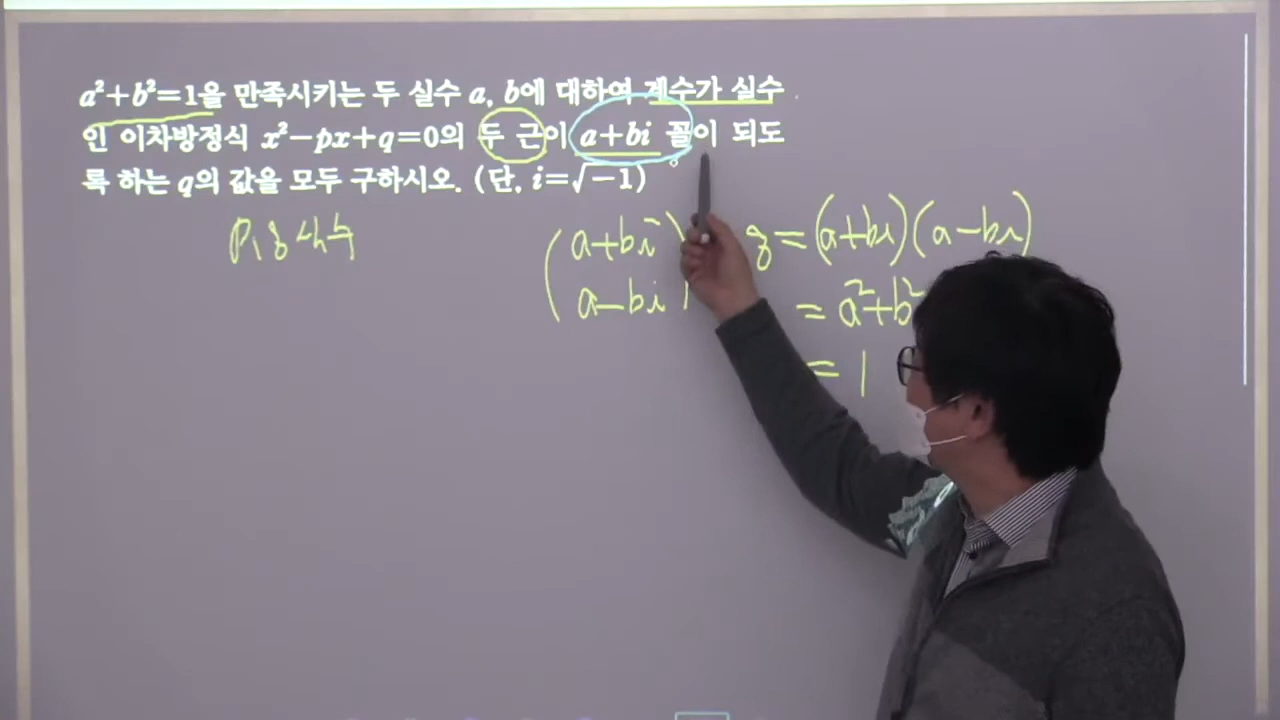 a²+b²=1을 만족시키는 두 실수 a, b에 대하여 계수가 실수
인 이차방정식 x²-px+q=0의 두 근이 a+bi 꼴이 되도
록 하는 q의 값을 모두 구하시오. (단, i=√-1)
p, q 실수
a+bi
a-bi
q=(a+bi)(a-bi)
=a²+b²
=1